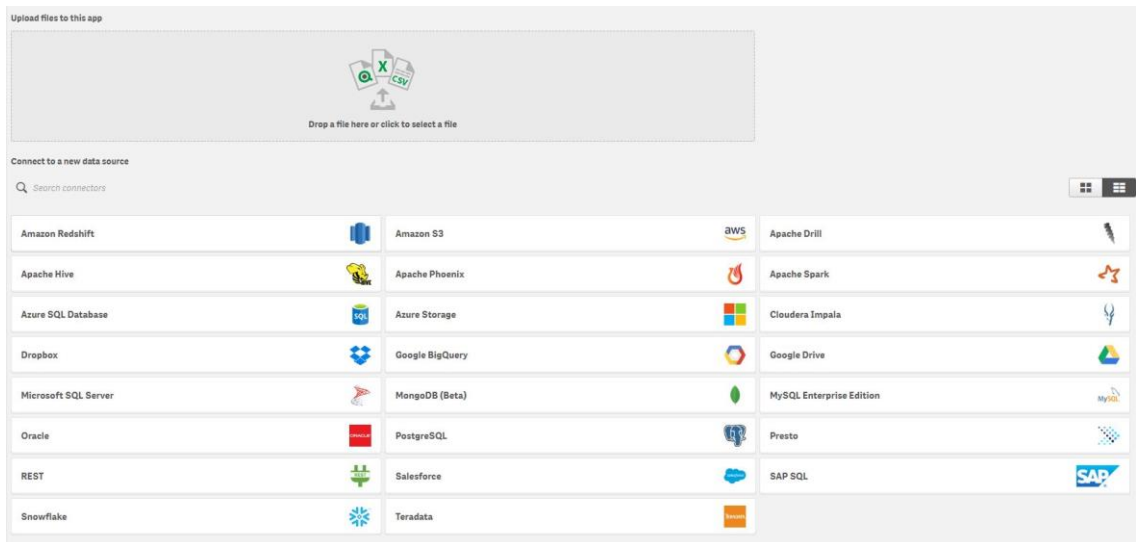 Upload files to this app
X
CSV
Drop a file here or click to select a file
Connect to a new data source
Search connectors
Amazon Redshift
Amazon S3
aws
Apache Drill
Apache Hive
Apache Phoenix
Apache Spark
Azure SQL Database
SQL
Azure Storage
Cloudera Impala
Dropbox
Google BigQuery
Google Drive
Microsoft SQL Server
MongoDB (Beta)
MySQL Enterprise Edition
MySQL
Oracle
ORACLE
PostgreSQL
Presto
REST
REST
Salesforce
SAP SQL
SAP
Snowflake
Teradata